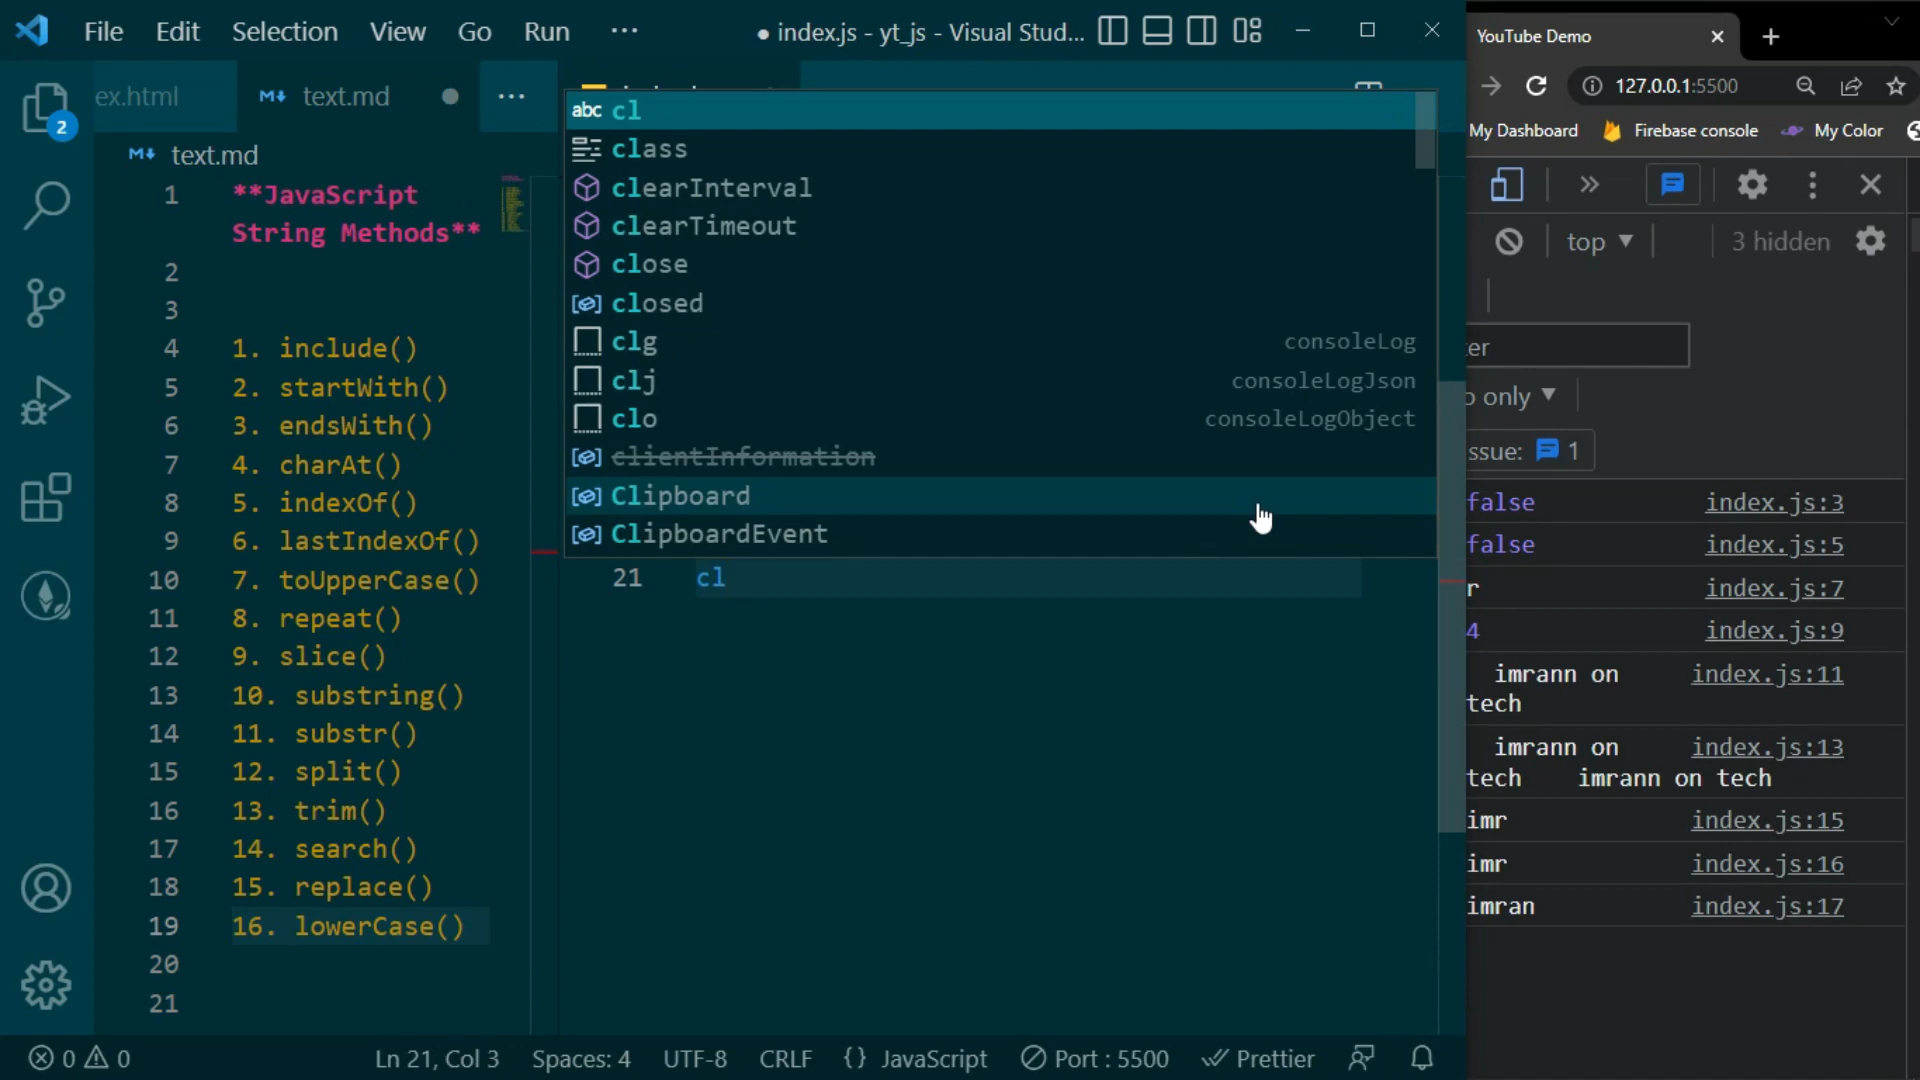 File Edit Selection View Go Run ···
● index.js - yt_js - Visual Stud...
2
ex.html
text.md ● ···
text.md
1 **JavaScript
String Methods**
2
3
4 1. include()
5 2. startWith()
6 3. endsWith()
7 4. charAt()
8 5. indexOf()
9 6. lastIndexOf()
10 7. toUpperCase()
11 8. repeat()
12 9. slice()
13 10. substring()
14 11. substr()
15 12. split()
16 13. trim()
17 14. search()
18 15. replace()
19 16. lowerCase()
20
21
abc cl
class
clearInterval
clearTimeout
close
closed
clg consoleLog
clj consoleLogJson
clo consoleLogObject
clientInformation
Clipboard
ClipboardEvent
21 cl
0 0 Ln 21, Col 3 Spaces: 4 UTF-8 CRLF {} JavaScript Port : 5500 Prettier
YouTube Demo
127.0.0.1:5500
My Dashboard Firebase console My Color
top ▼ 3 hidden
ter
o only ▼
ssue: 1
false index.js:3
false index.js:5
r index.js:7
4 index.js:9
imrann on index.js:11
tech
imrann on index.js:13
tech imrann on tech
imr index.js:15
imr index.js:16
imran index.js:17